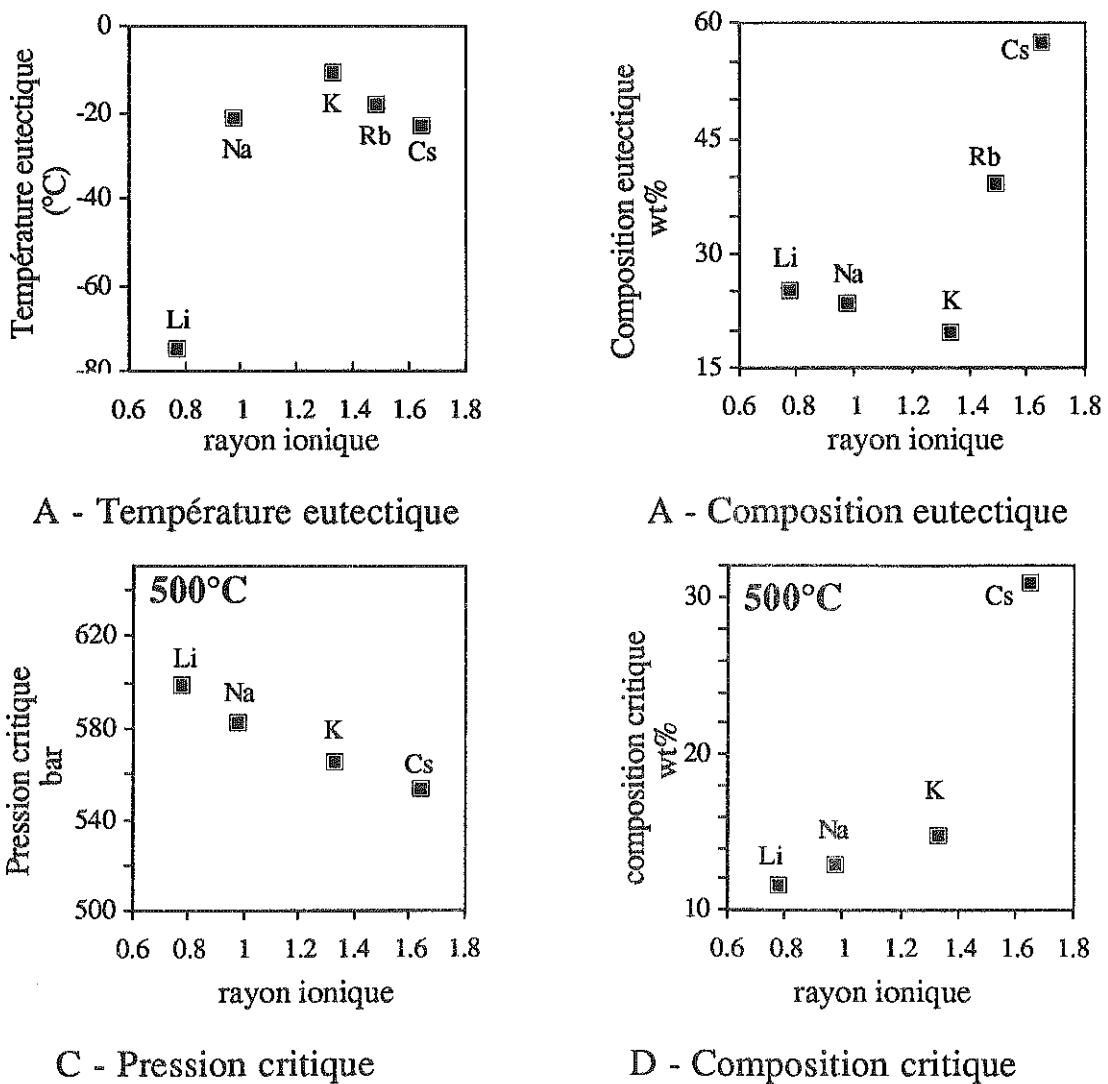 Température eutectique
(°C)
0
-20
-40
-60
-80
Li
Na
K
Rb
Cs
0.6 0.8 1 1.2 1.4 1.6 1.8
rayon ionique
A - Température eutectique
Composition eutectique
wt%
60
45
30
15
Li
Na
K
Rb
Cs
0.6 0.8 1 1.2 1.4 1.6 1.8
rayon ionique
A - Composition eutectique
Pression critique
bar
500°C
620
580
540
500
Li
Na
K
Cs
0.6 0.8 1 1.2 1.4 1.6 1.8
rayon ionique
C - Pression critique
composition critique
wt%
500°C
30
20
10
Li
Na
K
Cs
0.6 0.8 1 1.2 1.4 1.6 1.8
rayon ionique
D - Composition critique